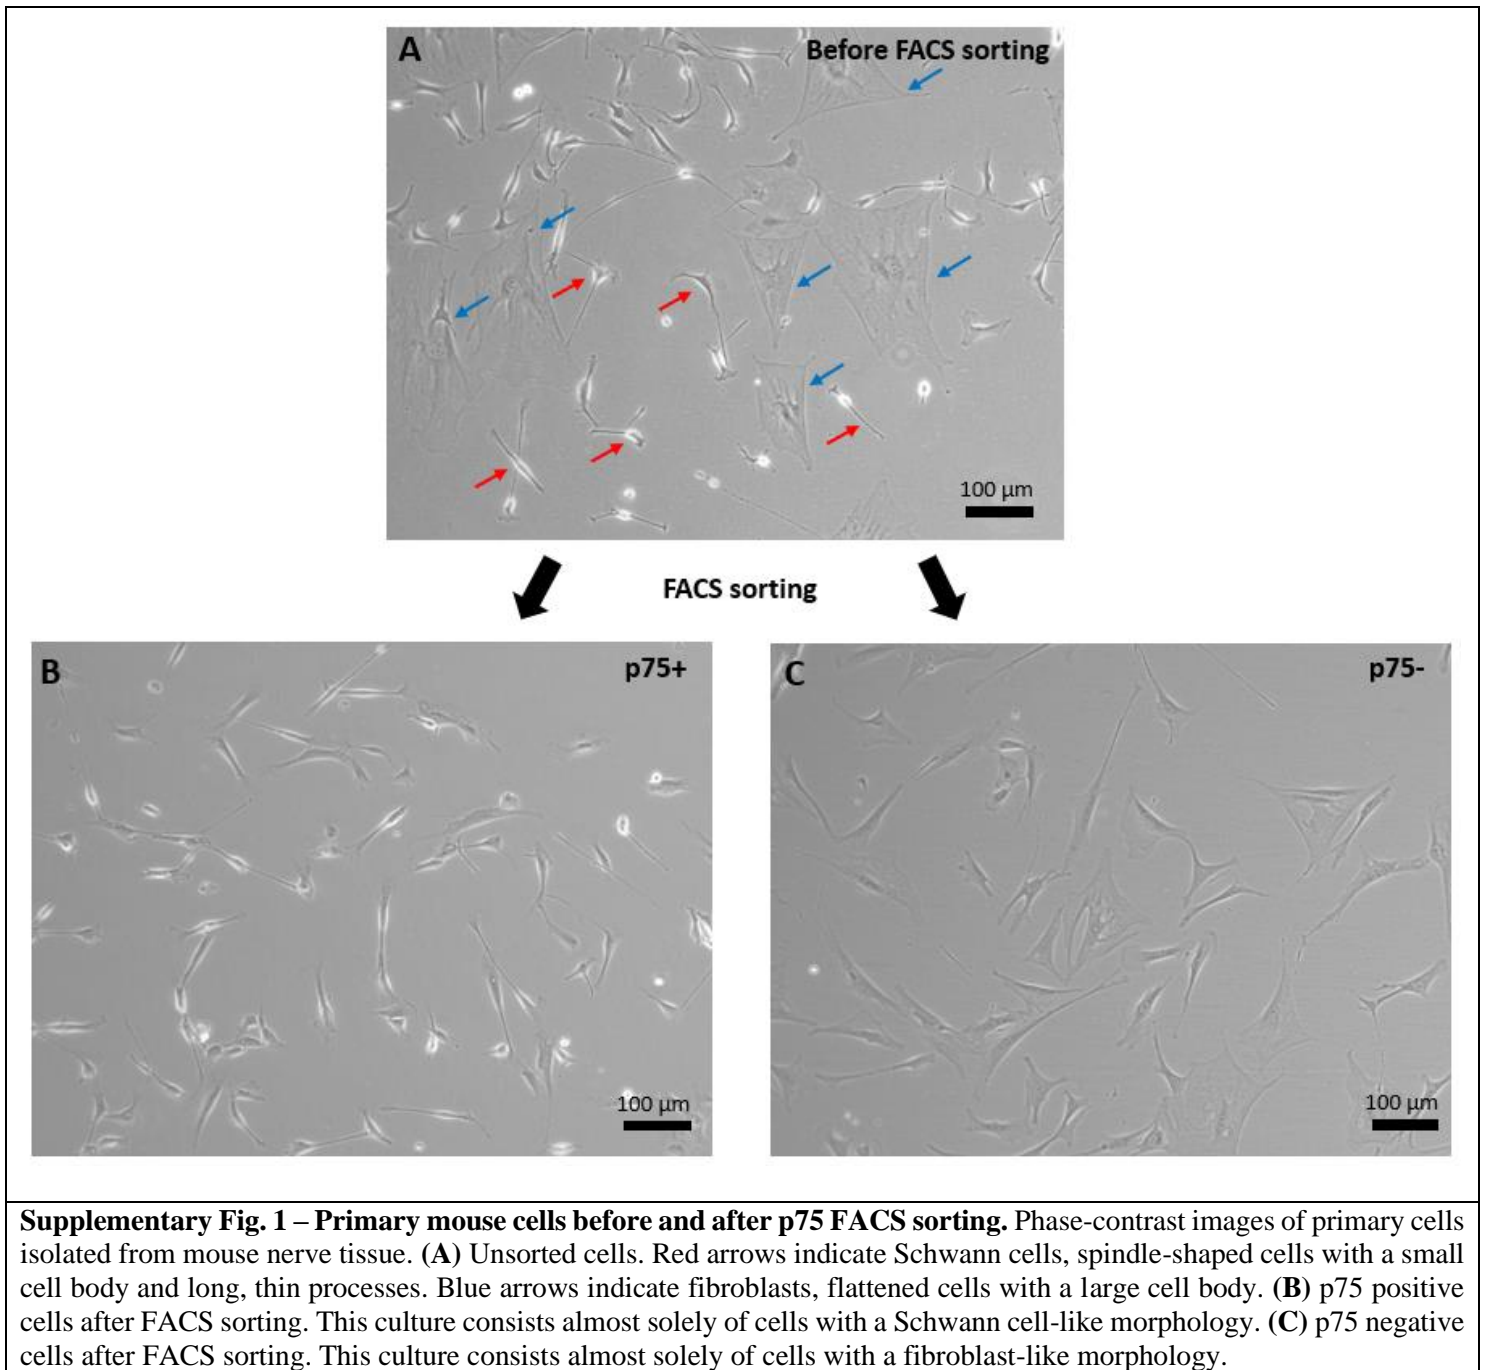 A
Before FACS sorting
100 µm
FACS sorting
B
p75+
100 µm
C
p75-
100 µm
Supplementary Fig. 1 – Primary mouse cells before and after p75 FACS sorting. Phase-contrast images of primary cells
isolated from mouse nerve tissue. (A) Unsorted cells. Red arrows indicate Schwann cells, spindle-shaped cells with a small
cell body and long, thin processes. Blue arrows indicate fibroblasts, flattened cells with a large cell body. (B) p75 positive
cells after FACS sorting. This culture consists almost solely of cells with a Schwann cell-like morphology. (C) p75 negative
cells after FACS sorting. This culture consists almost solely of cells with a fibroblast-like morphology.